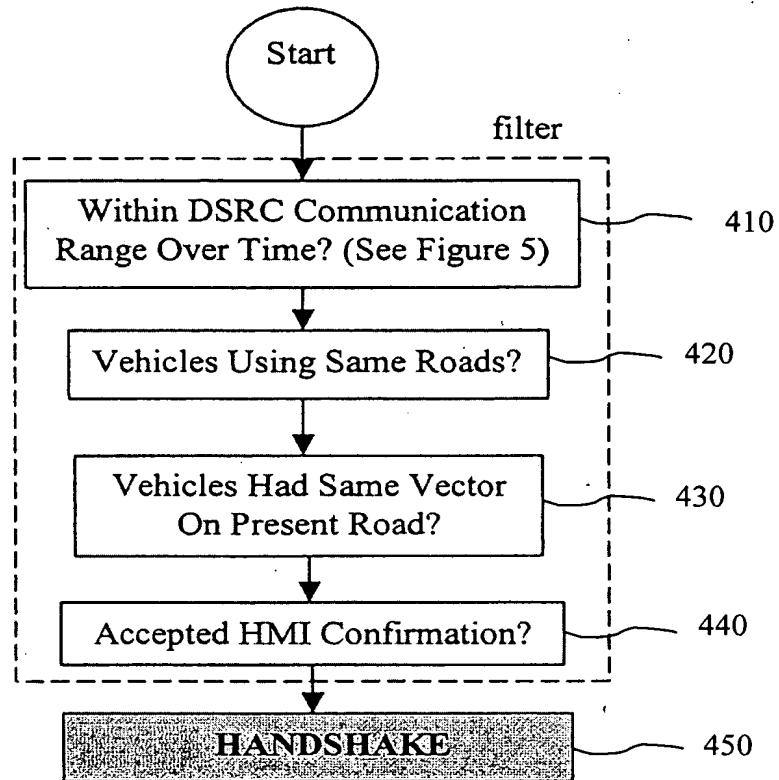 Start
filter
Within DSRC Communication
Range Over Time? (See Figure 5)
410
Vehicles Using Same Roads?
420
Vehicles Had Same Vector
On Present Road?
430
Accepted HMI Confirmation?
440
HANDSHAKE
450